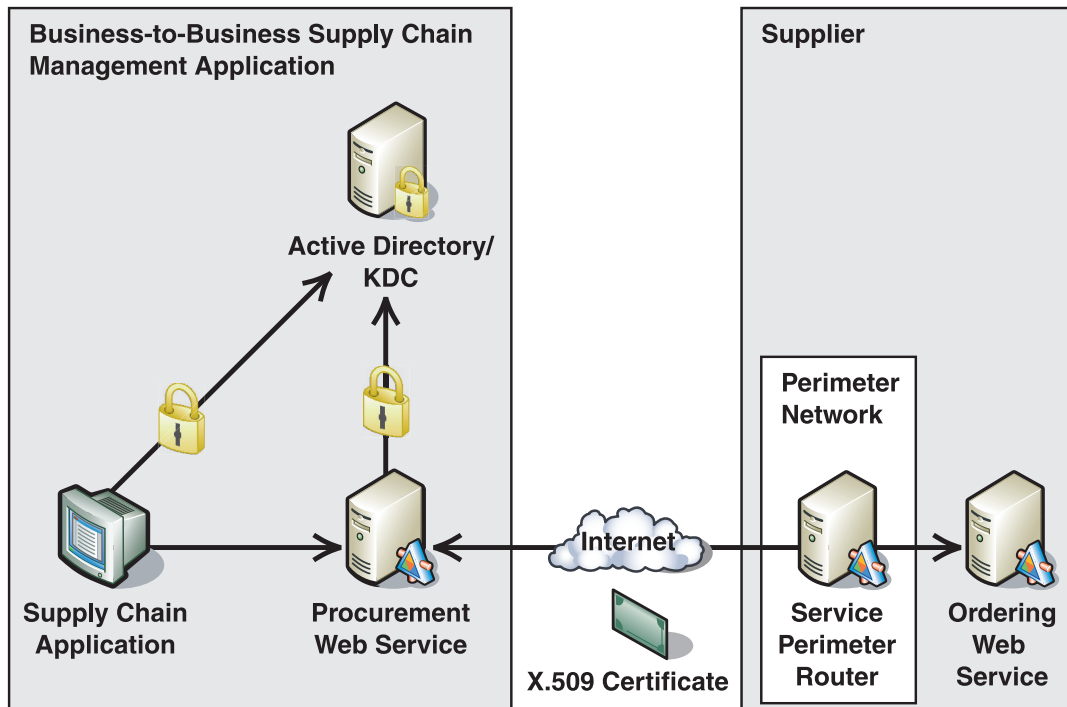 Business-to-Business Supply Chain
Management Application
Supplier
Active Directory/
KDC
Perimeter
Network
Internet
Supply Chain
Application
Procurement
Web Service
X.509 Certificate
Service
Perimeter
Router
Ordering
Web
Service